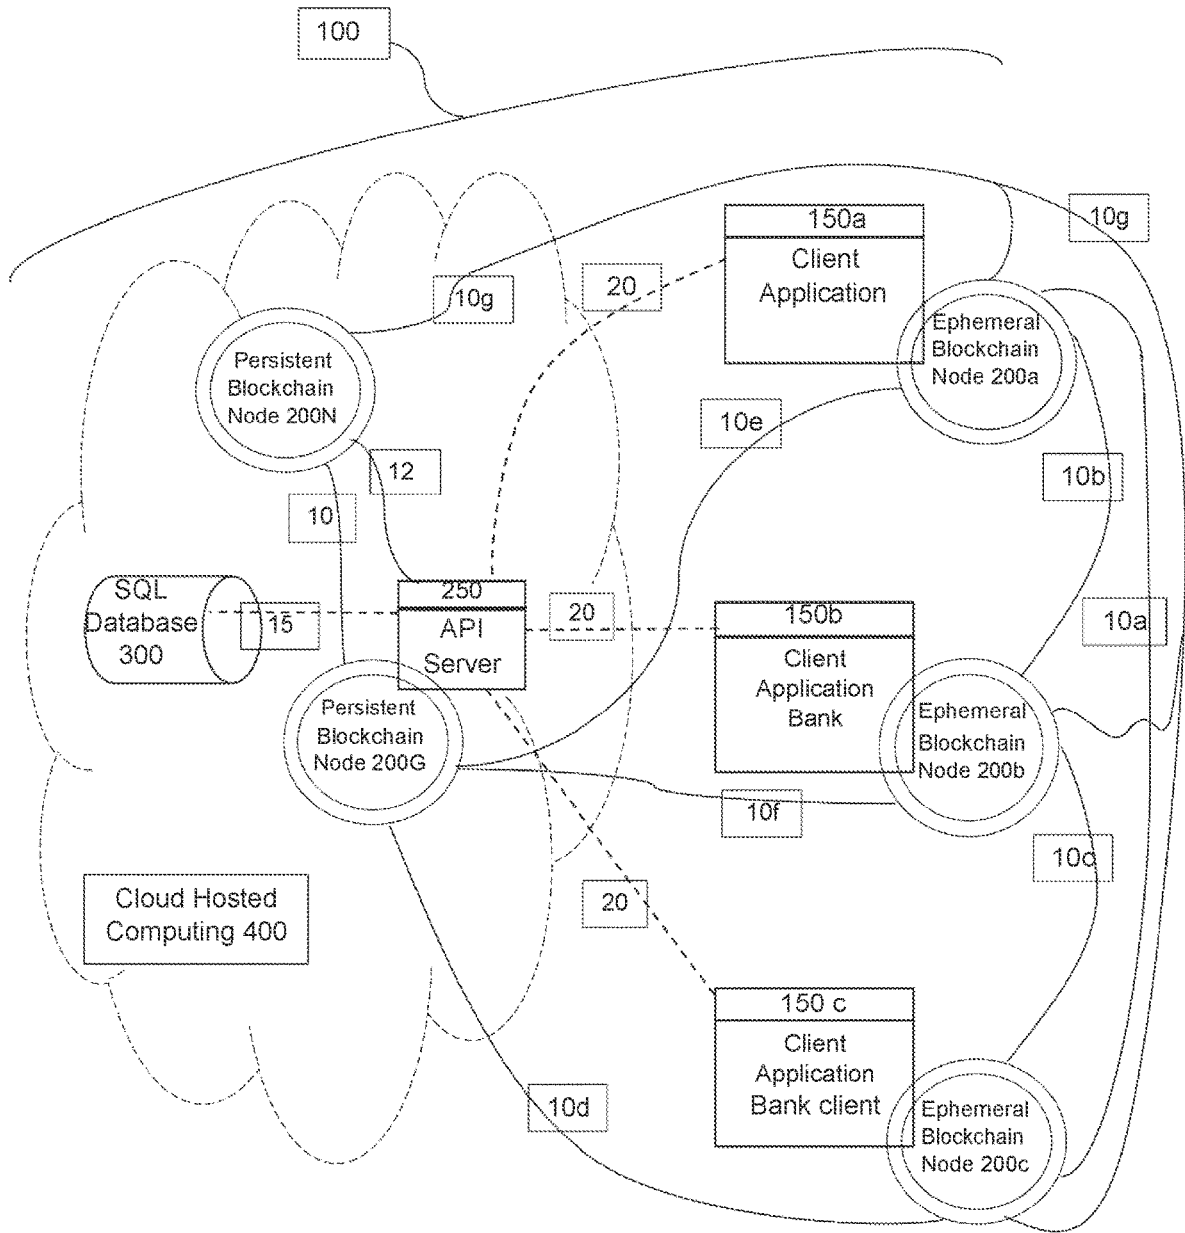 100
150a
10g
Client
Application
20
10g
Ephemeral
Blockchain
Node 200a
Persistent
Blockchain
Node 200N
10e
12
10b
10
SQL
Database
300
15
250
API
Server
20
150b
Client
Application
Bank
10a
Persistent
Blockchain
Node 200G
Ephemeral
Blockchain
Node 200b
10f
10c
Cloud Hosted
Computing 400
20
150 c
Client
Application
Bank client
10d
Ephemeral
Blockchain
Node 200c